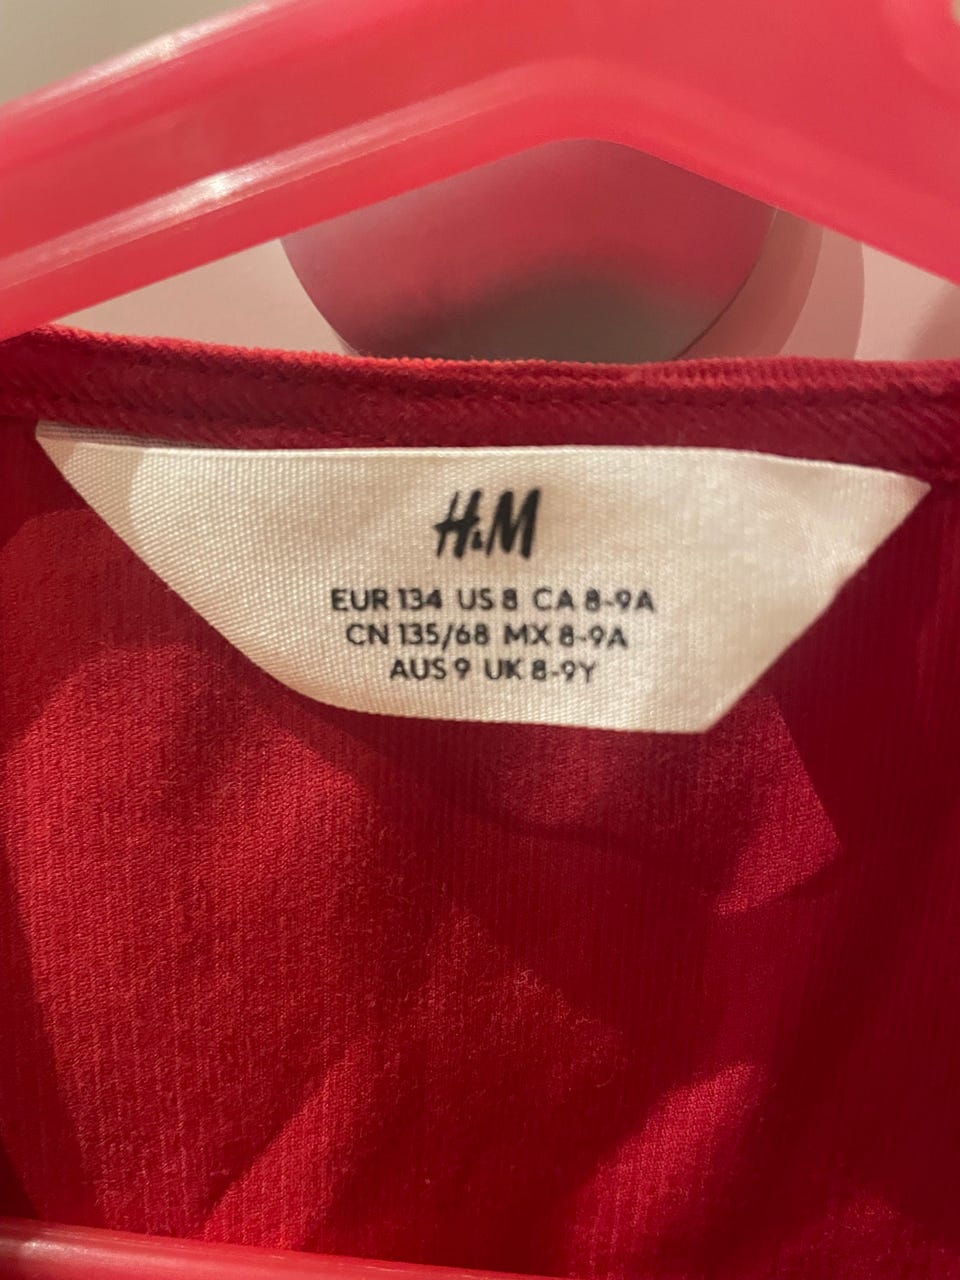 H&M
EUR 134 US 8 CA 8-9A
CN 135/68 MX 8-9A
AUS 9 UK 8-9Y